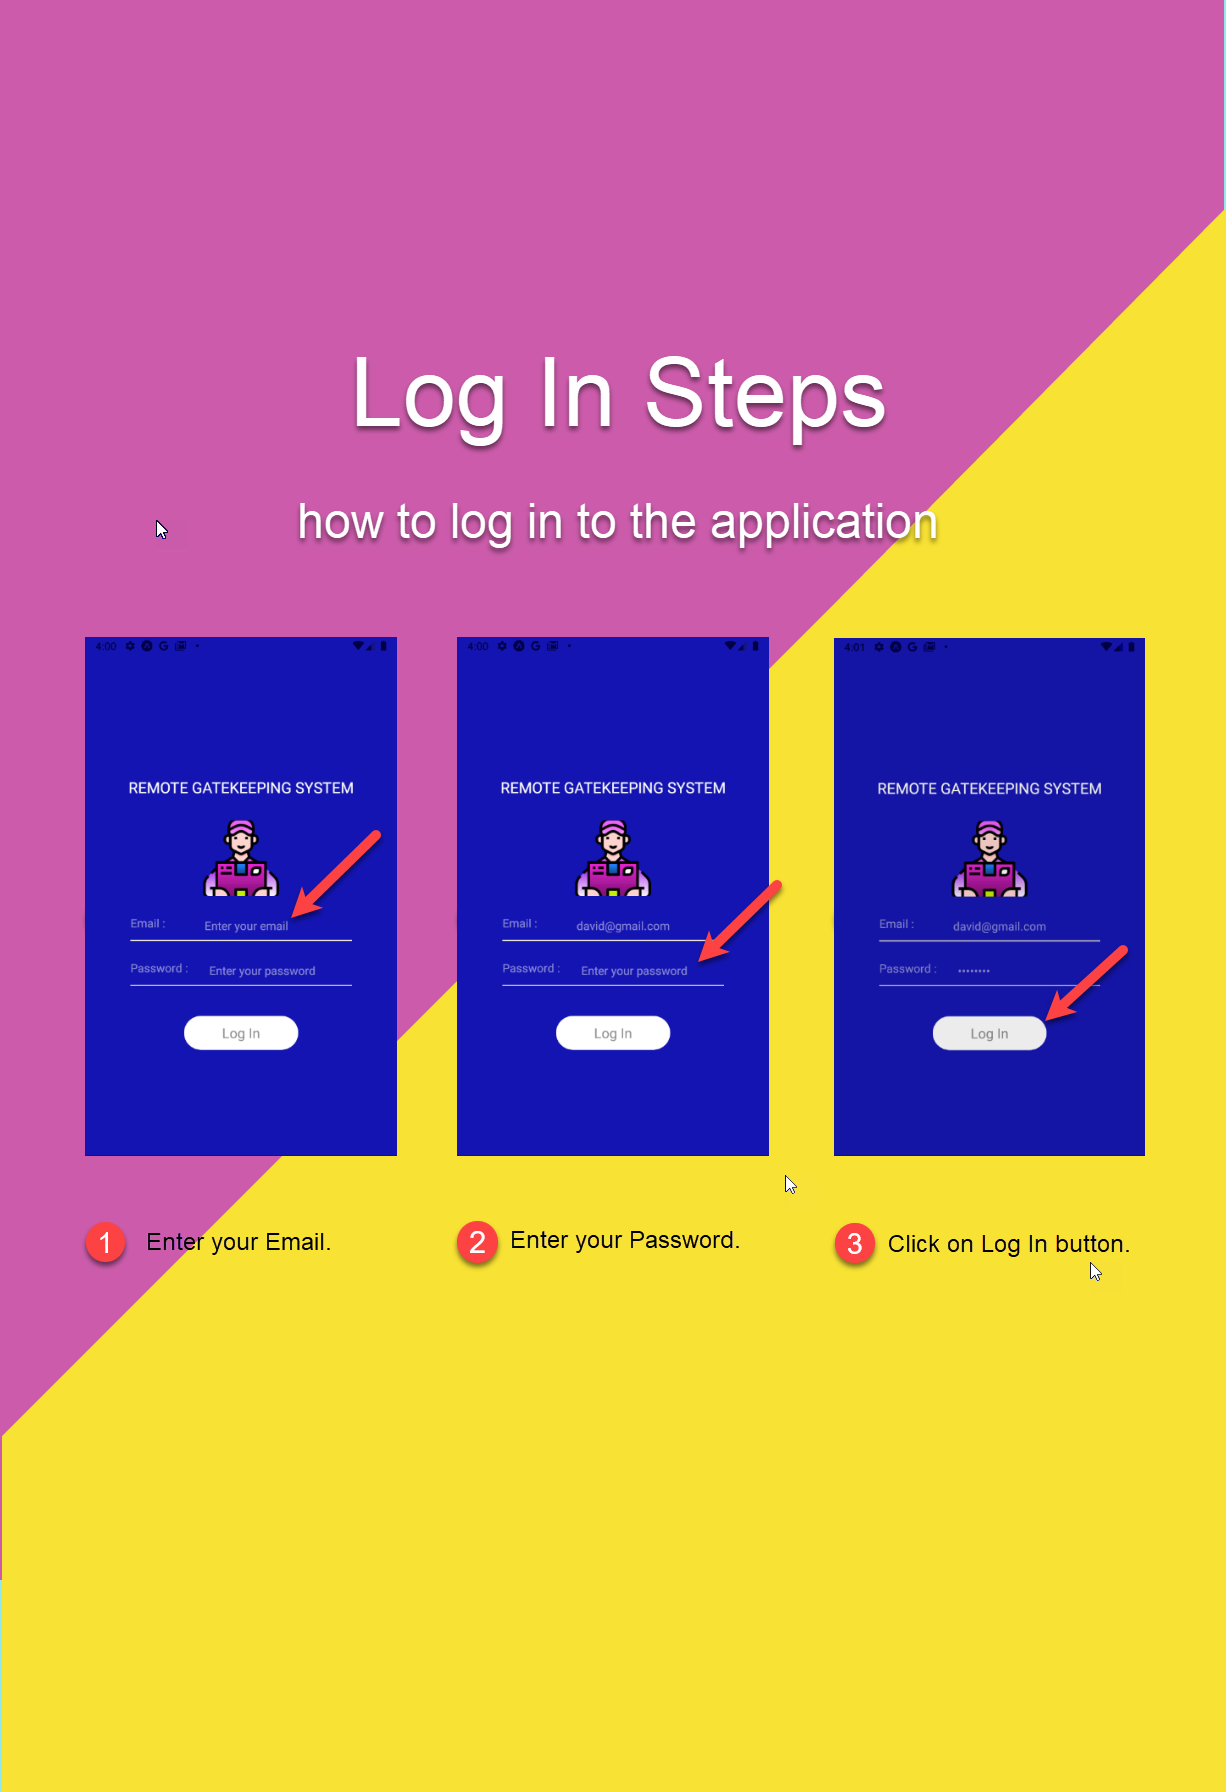 Log In Steps
how to log in to the application
4:00
REMOTE GATEKEEPING SYSTEM
Email : Enter your email
Password : Enter your password
Log In
4:00
REMOTE GATEKEEPING SYSTEM
Email : david@gmail.com
Password : Enter your password
Log In
4:01
REMOTE GATEKEEPING SYSTEM
Email : david@gmail.com
Password : ••••••••
Log In
1 Enter your Email.
2 Enter your Password.
3 Click on Log In button.